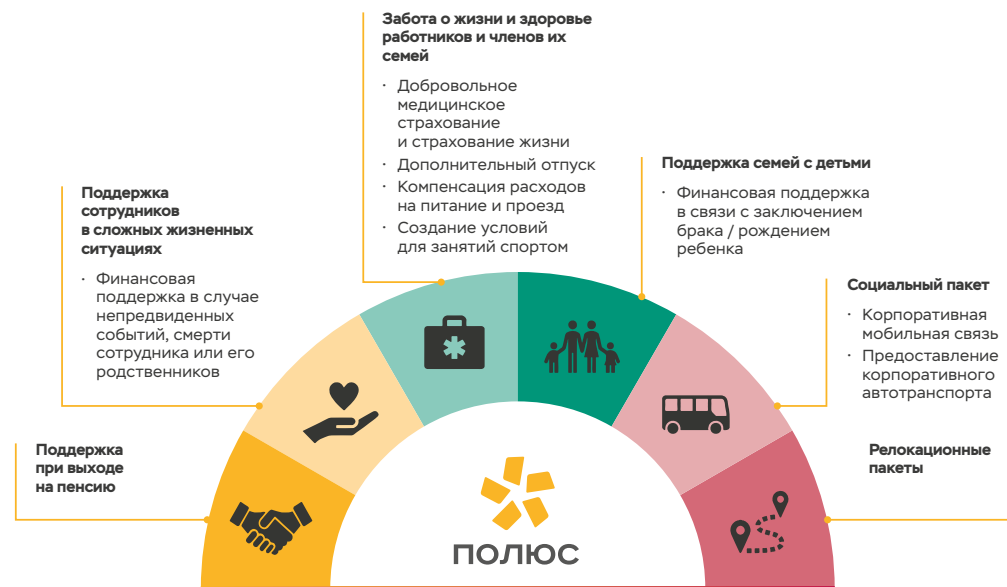 Забота о жизни и здоровье
работников и членов их
семей
· Добровольное
медицинское
страхование
и страхование жизни
· Дополнительный отпуск
· Компенсация расходов
на питание и проезд
· Создание условий
для занятий спортом
Поддержка семей с детьми
· Финансовая поддержка
в связи с заключением
брака / рождением
ребенка
Поддержка
сотрудников
в сложных жизненных
ситуациях
· Финансовая
поддержка в случае
непредвиденных
событий, смерти
сотрудника или его
родственников
Социальный пакет
· Корпоративная
мобильная связь
· Предоставление
корпоративного
автотранспорта
Поддержка
при выходе
на пенсию
Релокационные
пакеты
ПОЛЮС